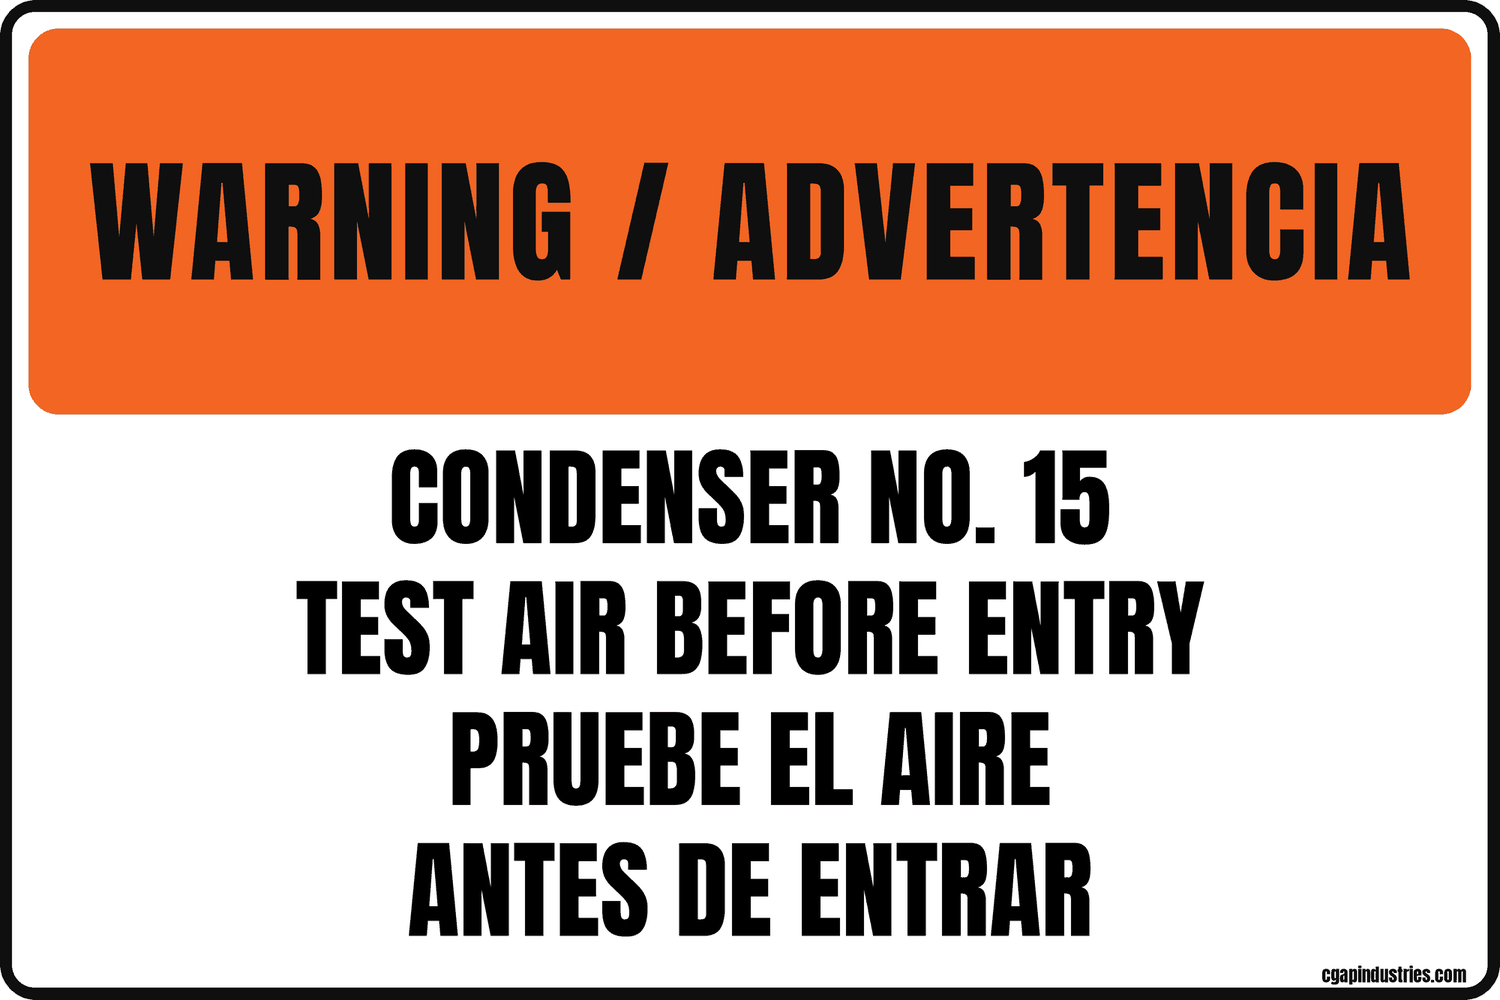 WARNING / ADVERTENCIA
CONDENSER NO. 15
TEST AIR BEFORE ENTRY
PRUEBE EL AIRE
ANTES DE ENTRAR
cgapindustries.com